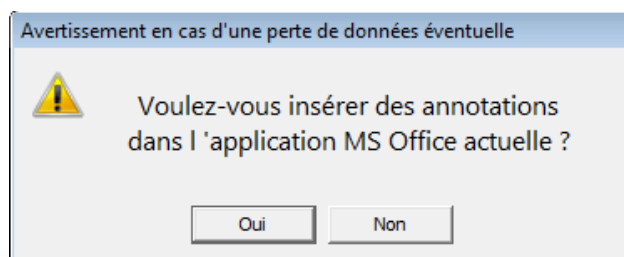 Avertissement en cas d'une perte de données éventuelle
Voulez-vous insérer des annotations
dans l 'application MS Office actuelle ?
Oui
Non